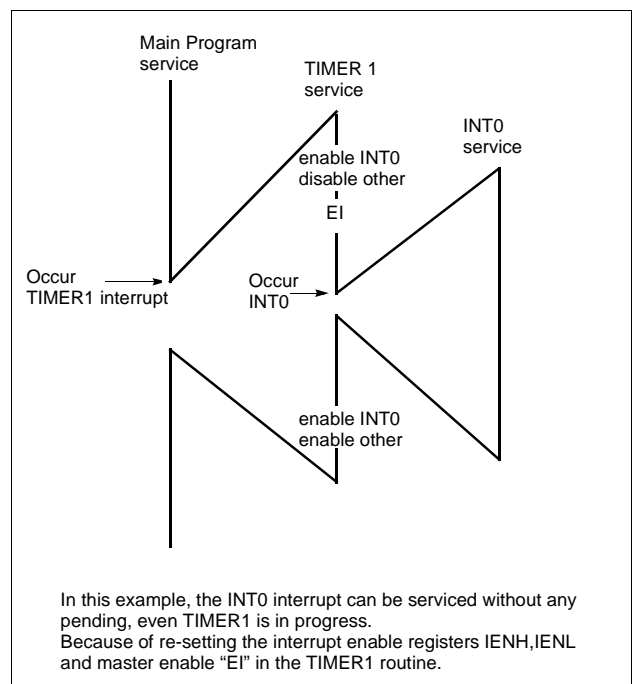 Main Program
service
TIMER 1
service
INT0
service
enable INT0
disable other
EI
Occur
TIMER1 interrupt
Occur
INT0
enable INT0
enable other
In this example, the INT0 interrupt can be serviced without any
pending, even TIMER1 is in progress.
Because of re-setting the interrupt enable registers IENH,IENL
and master enable “EI” in the TIMER1 routine.